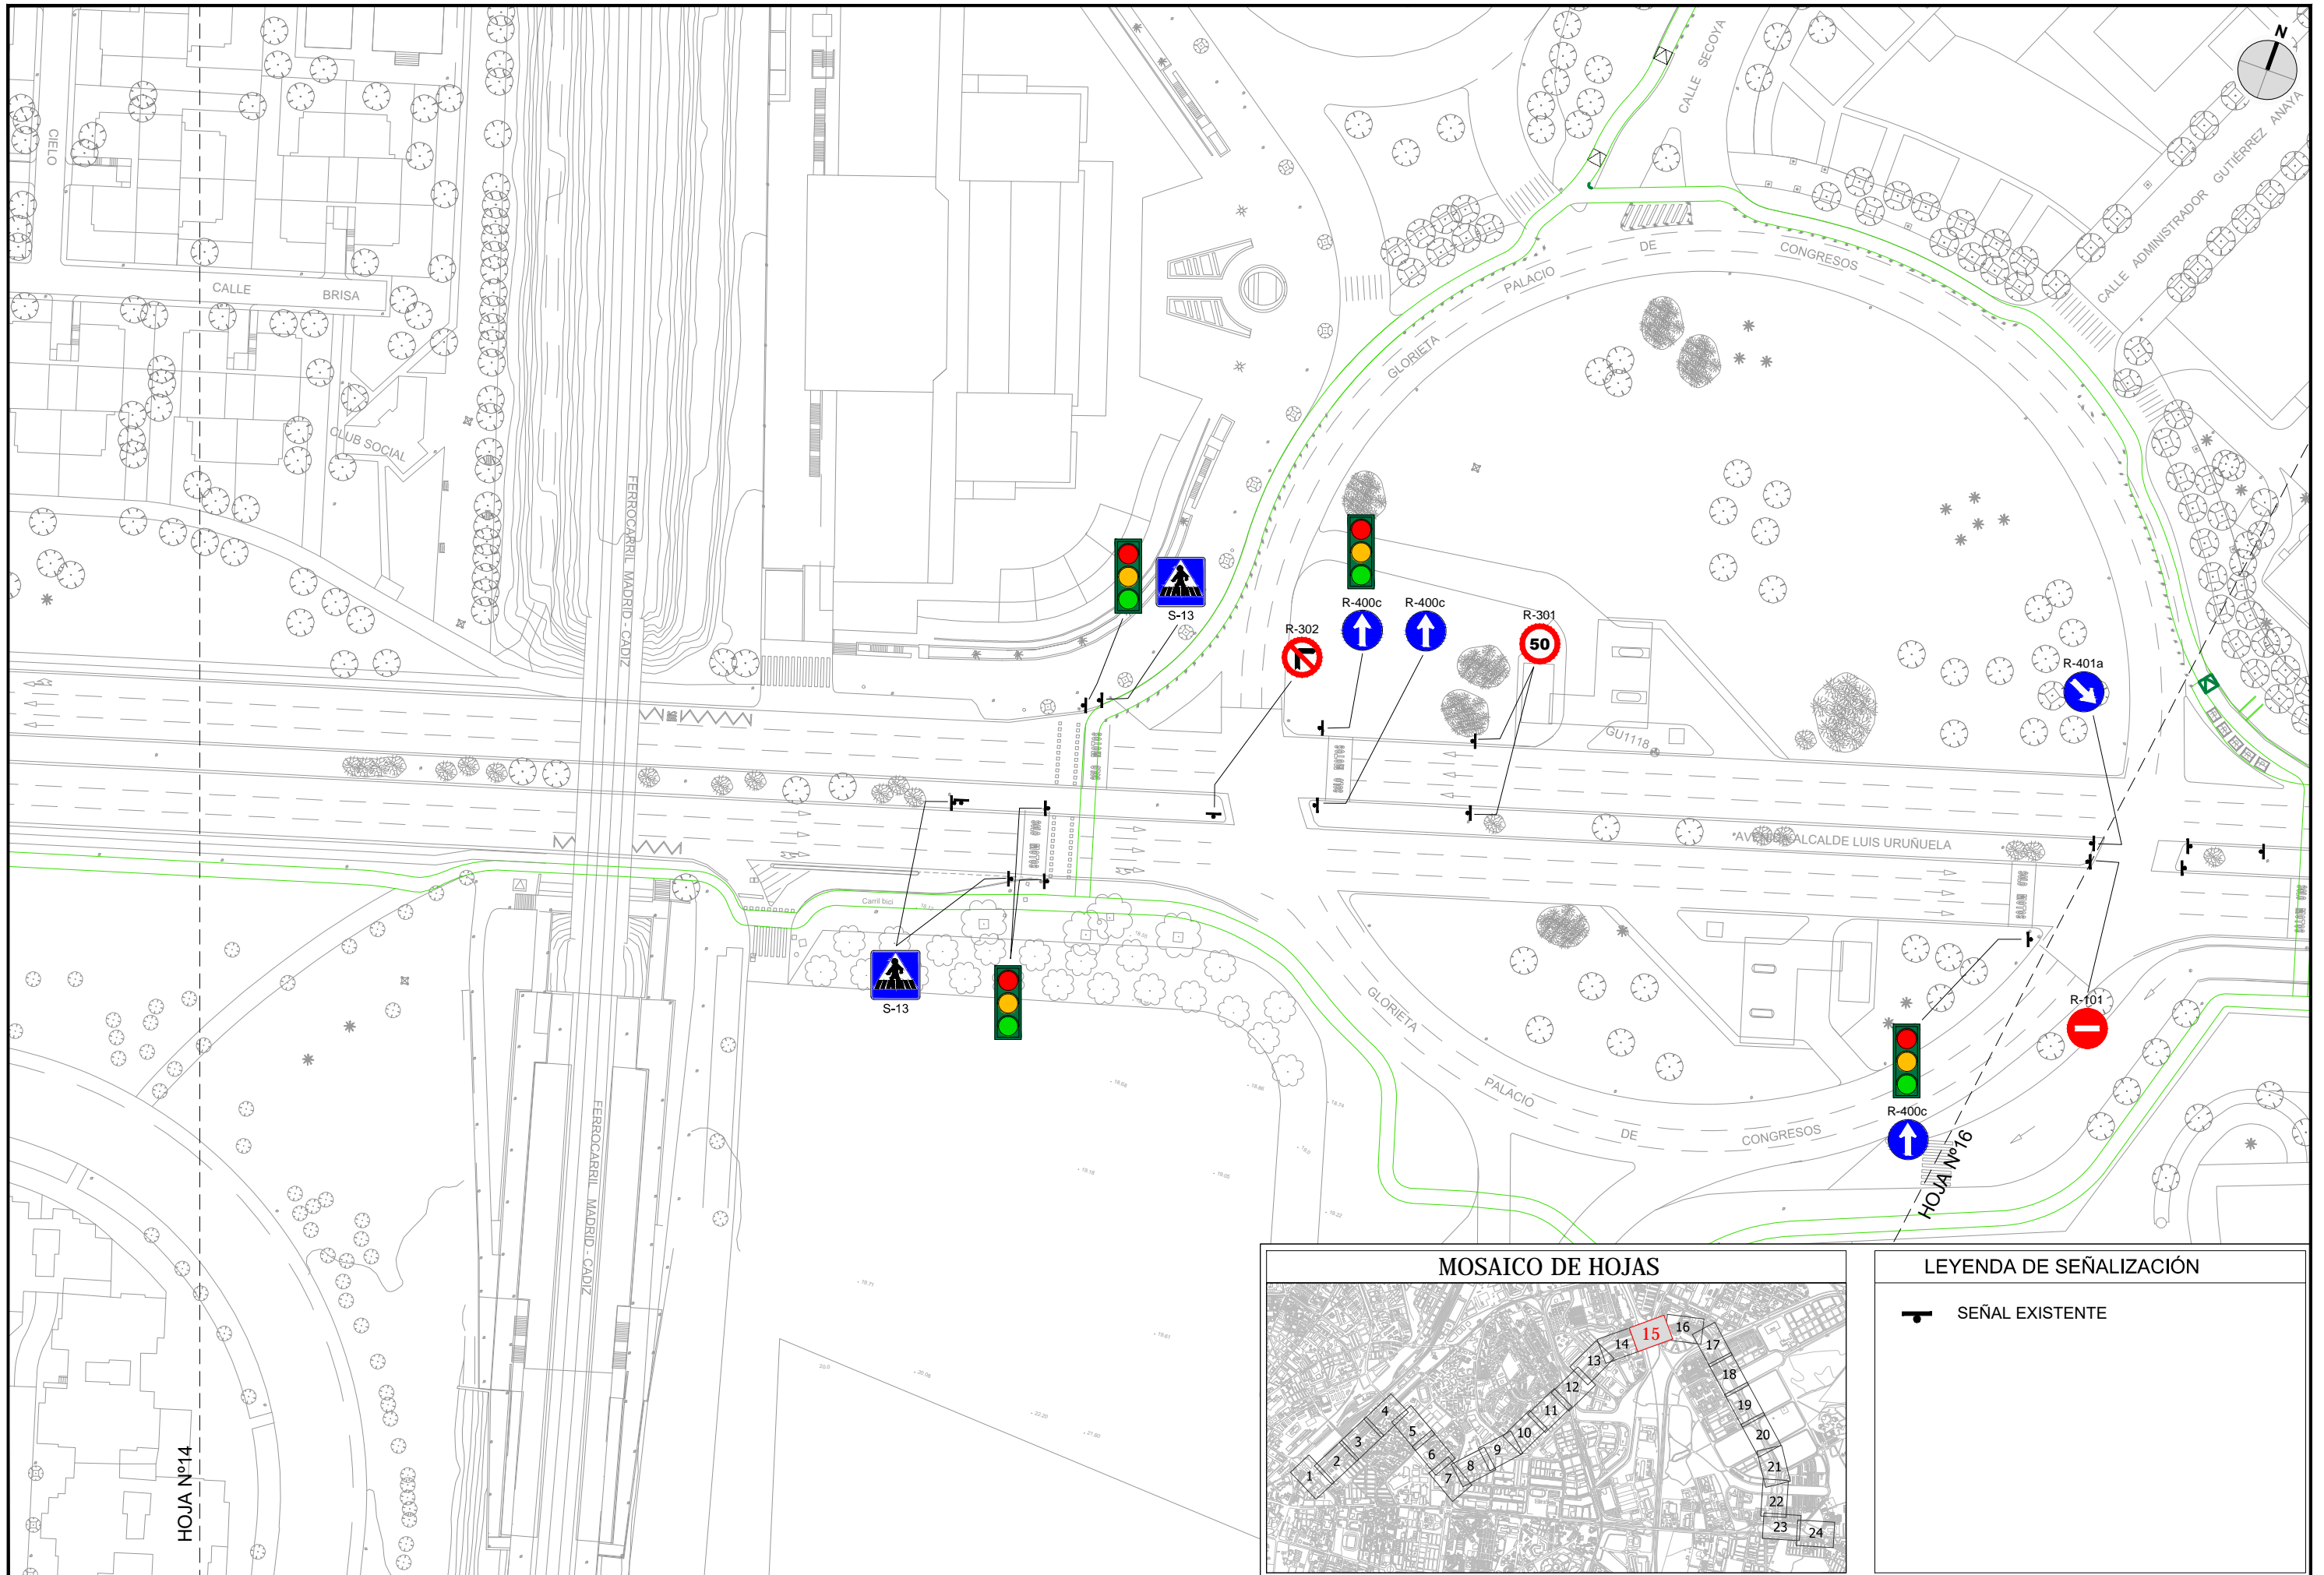 N
CALLE SECOYA
CALLE ADMINISTRADOR GUTIÉRREZ ANAYA
CIELO
CALLE BRISA
CLUB SOCIAL
FERROCARRIL MADRID - CADIZ
GLORIETA PALACIO DE CONGRESOS
S-13
R-302
R-400c
R-400c
R-301
50
R-401a
GU1118
AVENIDA ALCALDE LUIS URUÑUELA
Carril bici
S-13
R-101
R-400c
GLORIETA PALACIO DE CONGRESOS
FERROCARRIL MADRID - CADIZ
HOJA Nº14
HOJA Nº16
MOSAICO DE HOJAS
1
2
3
4
5
6
7
8
9
10
11
12
13
14
15
16
17
18
19
20
21
22
23
24
LEYENDA DE SEÑALIZACIÓN
SEÑAL EXISTENTE